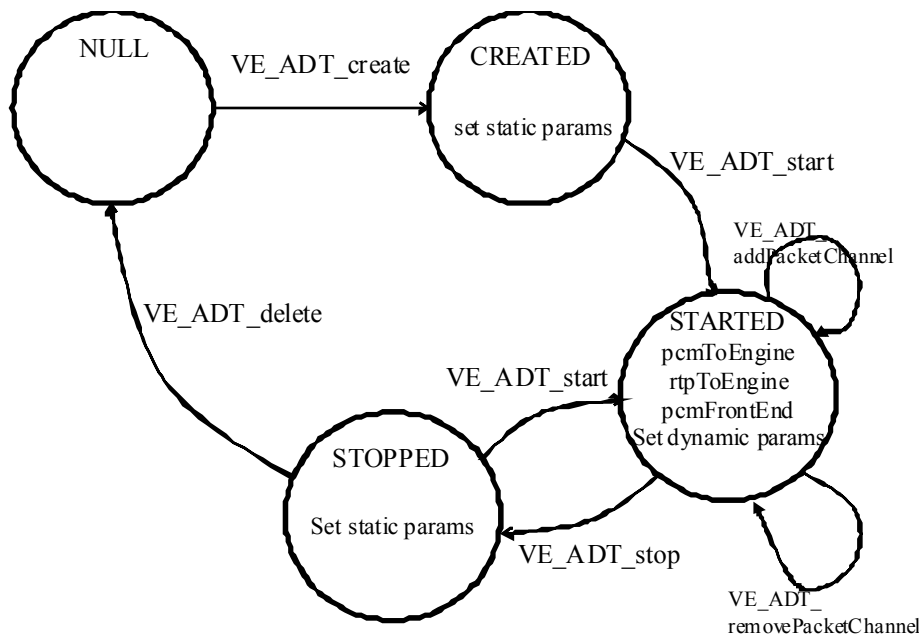 NULL
VE_ADT_create
CREATED
set static params
VE_ADT_start
VE_ADT_
addPacketChannel
VE_ADT_delete
STARTED
pcmToEngine
rtpToEngine
pcmFrontEnd
Set dynamic params
VE_ADT_start
STOPPED
Set static params
VE_ADT_stop
VE_ADT_
removePacketChannel